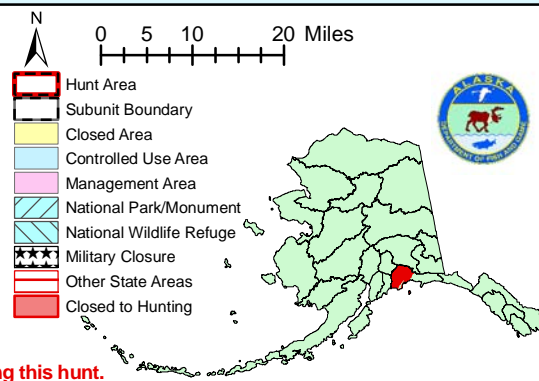 N
0 5 10 20 Miles
Hunt Area
Subunit Boundary
Closed Area
Controlled Use Area
Management Area
National Park/Monument
National Wildlife Refuge
Military Closure
Other State Areas
Closed to Hunting
ALASKA
DEPARTMENT OF FISH AND GAME
ng this hunt.